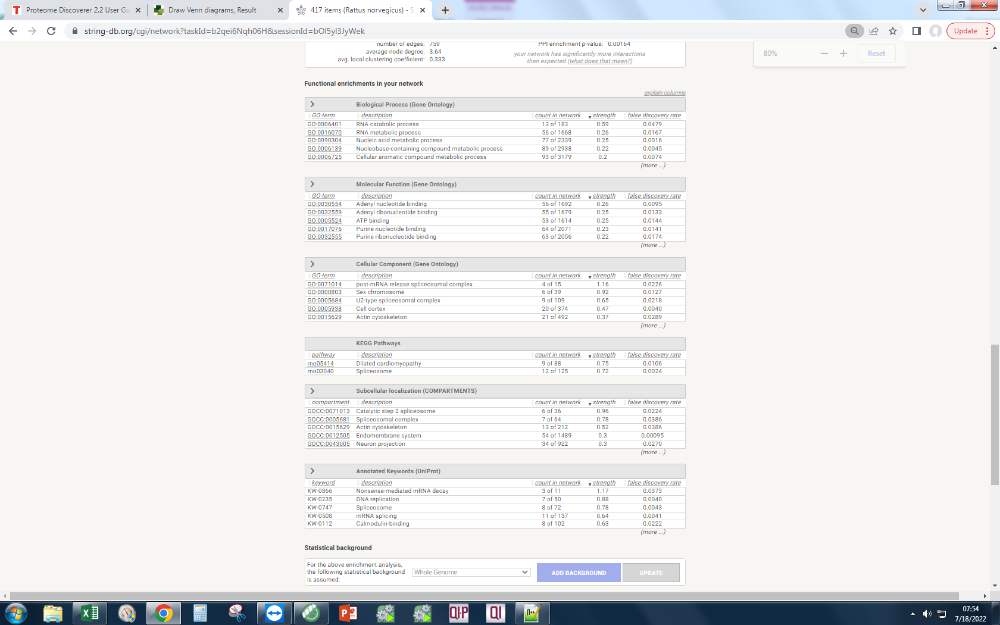 Proteome Discoverer 2.2 User Gu
Draw Venn diagrams, Result
417 items (Rattus norvegicus) - S
string-db.org/cgi/network?taskId=b2qei6Nqh06H&sessionId=bOI5yl3JyWek
Update
80%
Reset
number of edges: 759
average node degree: 3.64
avg. local clustering coefficient: 0.333
PPI enrichment p-value: 0.00164
your network has significantly more interactions
than expected (what does that mean?)
Functional enrichments in your network
explain columns
Biological Process (Gene Ontology)
GO-term description count in network strength false discovery rate
GO:0006401 RNA catabolic process 13 of 183 0.59 0.0479
GO:0016070 RNA metabolic process 56 of 1668 0.26 0.0167
GO:0090304 Nucleic acid metabolic process 77 of 2339 0.25 0.0016
GO:0006139 Nucleobase-containing compound metabolic process 89 of 2938 0.22 0.0045
GO:0006725 Cellular aromatic compound metabolic process 93 of 3179 0.2 0.0074
(more ...)
Molecular Function (Gene Ontology)
GO-term description count in network strength false discovery rate
GO:0030554 Adenyl nucleotide binding 56 of 1692 0.26 0.0095
GO:0032559 Adenyl ribonucleotide binding 55 of 1679 0.25 0.0133
GO:0005524 ATP binding 53 of 1614 0.25 0.0144
GO:0017076 Purine nucleotide binding 64 of 2071 0.23 0.0141
GO:0032555 Purine ribonucleotide binding 63 of 2056 0.22 0.0174
(more ...)
Cellular Component (Gene Ontology)
GO-term description count in network strength false discovery rate
GO:0071014 post-mRNA release spliceosomal complex 4 of 15 1.16 0.0226
GO:0000803 Sex chromosome 6 of 39 0.92 0.0127
GO:0005684 U2-type spliceosomal complex 9 of 109 0.65 0.0218
GO:0005938 Cell cortex 20 of 374 0.47 0.0040
GO:0015629 Actin cytoskeleton 21 of 492 0.37 0.0289
(more ...)
KEGG Pathways
pathway description count in network strength false discovery rate
rno05414 Dilated cardiomyopathy 9 of 88 0.75 0.0106
rno03040 Spliceosome 12 of 125 0.72 0.0024
Subcellular localization (COMPARTMENTS)
compartment description count in network strength false discovery rate
GOCC:0071013 Catalytic step 2 spliceosome 6 of 36 0.96 0.0224
GOCC:0005681 Spliceosomal complex 7 of 64 0.78 0.0386
GOCC:0015629 Actin cytoskeleton 13 of 212 0.52 0.0386
GOCC:0012505 Endomembrane system 54 of 1489 0.3 0.00095
GOCC:0043005 Neuron projection 34 of 922 0.3 0.0270
(more ...)
Annotated Keywords (UniProt)
keyword description count in network strength false discovery rate
KW-0866 Nonsense-mediated mRNA decay 3 of 11 1.17 0.0373
KW-0235 DNA replication 7 of 50 0.88 0.0040
KW-0747 Spliceosome 8 of 72 0.78 0.0043
KW-0508 mRNA splicing 11 of 137 0.64 0.0041
KW-0112 Calmodulin-binding 8 of 102 0.63 0.0222
(more ...)
Statistical background
For the above enrichment analysis,
the following statistical background
is assumed:
Whole Genome
ADD BACKGROUND
UPDATE
QI-P
QI
07:54
7/18/2022